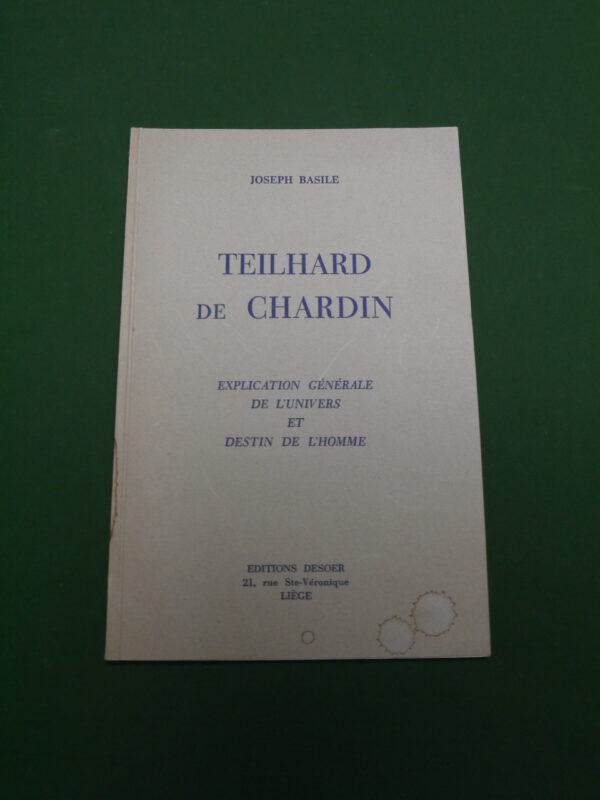 JOSEPH BASILE
TEILHARD
DE CHARDIN
EXPLICATION GÉNÉRALE
DE L'UNIVERS
ET
DESTIN DE L'HOMME
EDITIONS DESOER
21, rue Ste-Véronique
LIÈGE